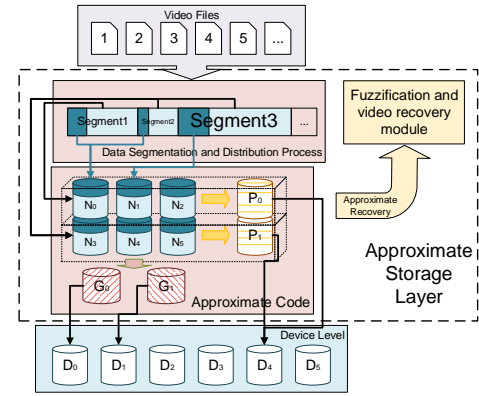 Video Files
1 2 3 4 5 ...
Segment1 Segment2 Segment3 ...
Data Segmentation and Distribution Process
Fuzzification and
video recovery
module
Approximate
Recovery
N0 N1 N2 P0
N3 N4 N5 P1
G0 G1
Approximate Code
Approximate
Storage
Layer
Device Level
D0 D1 D2 D3 D4 D5